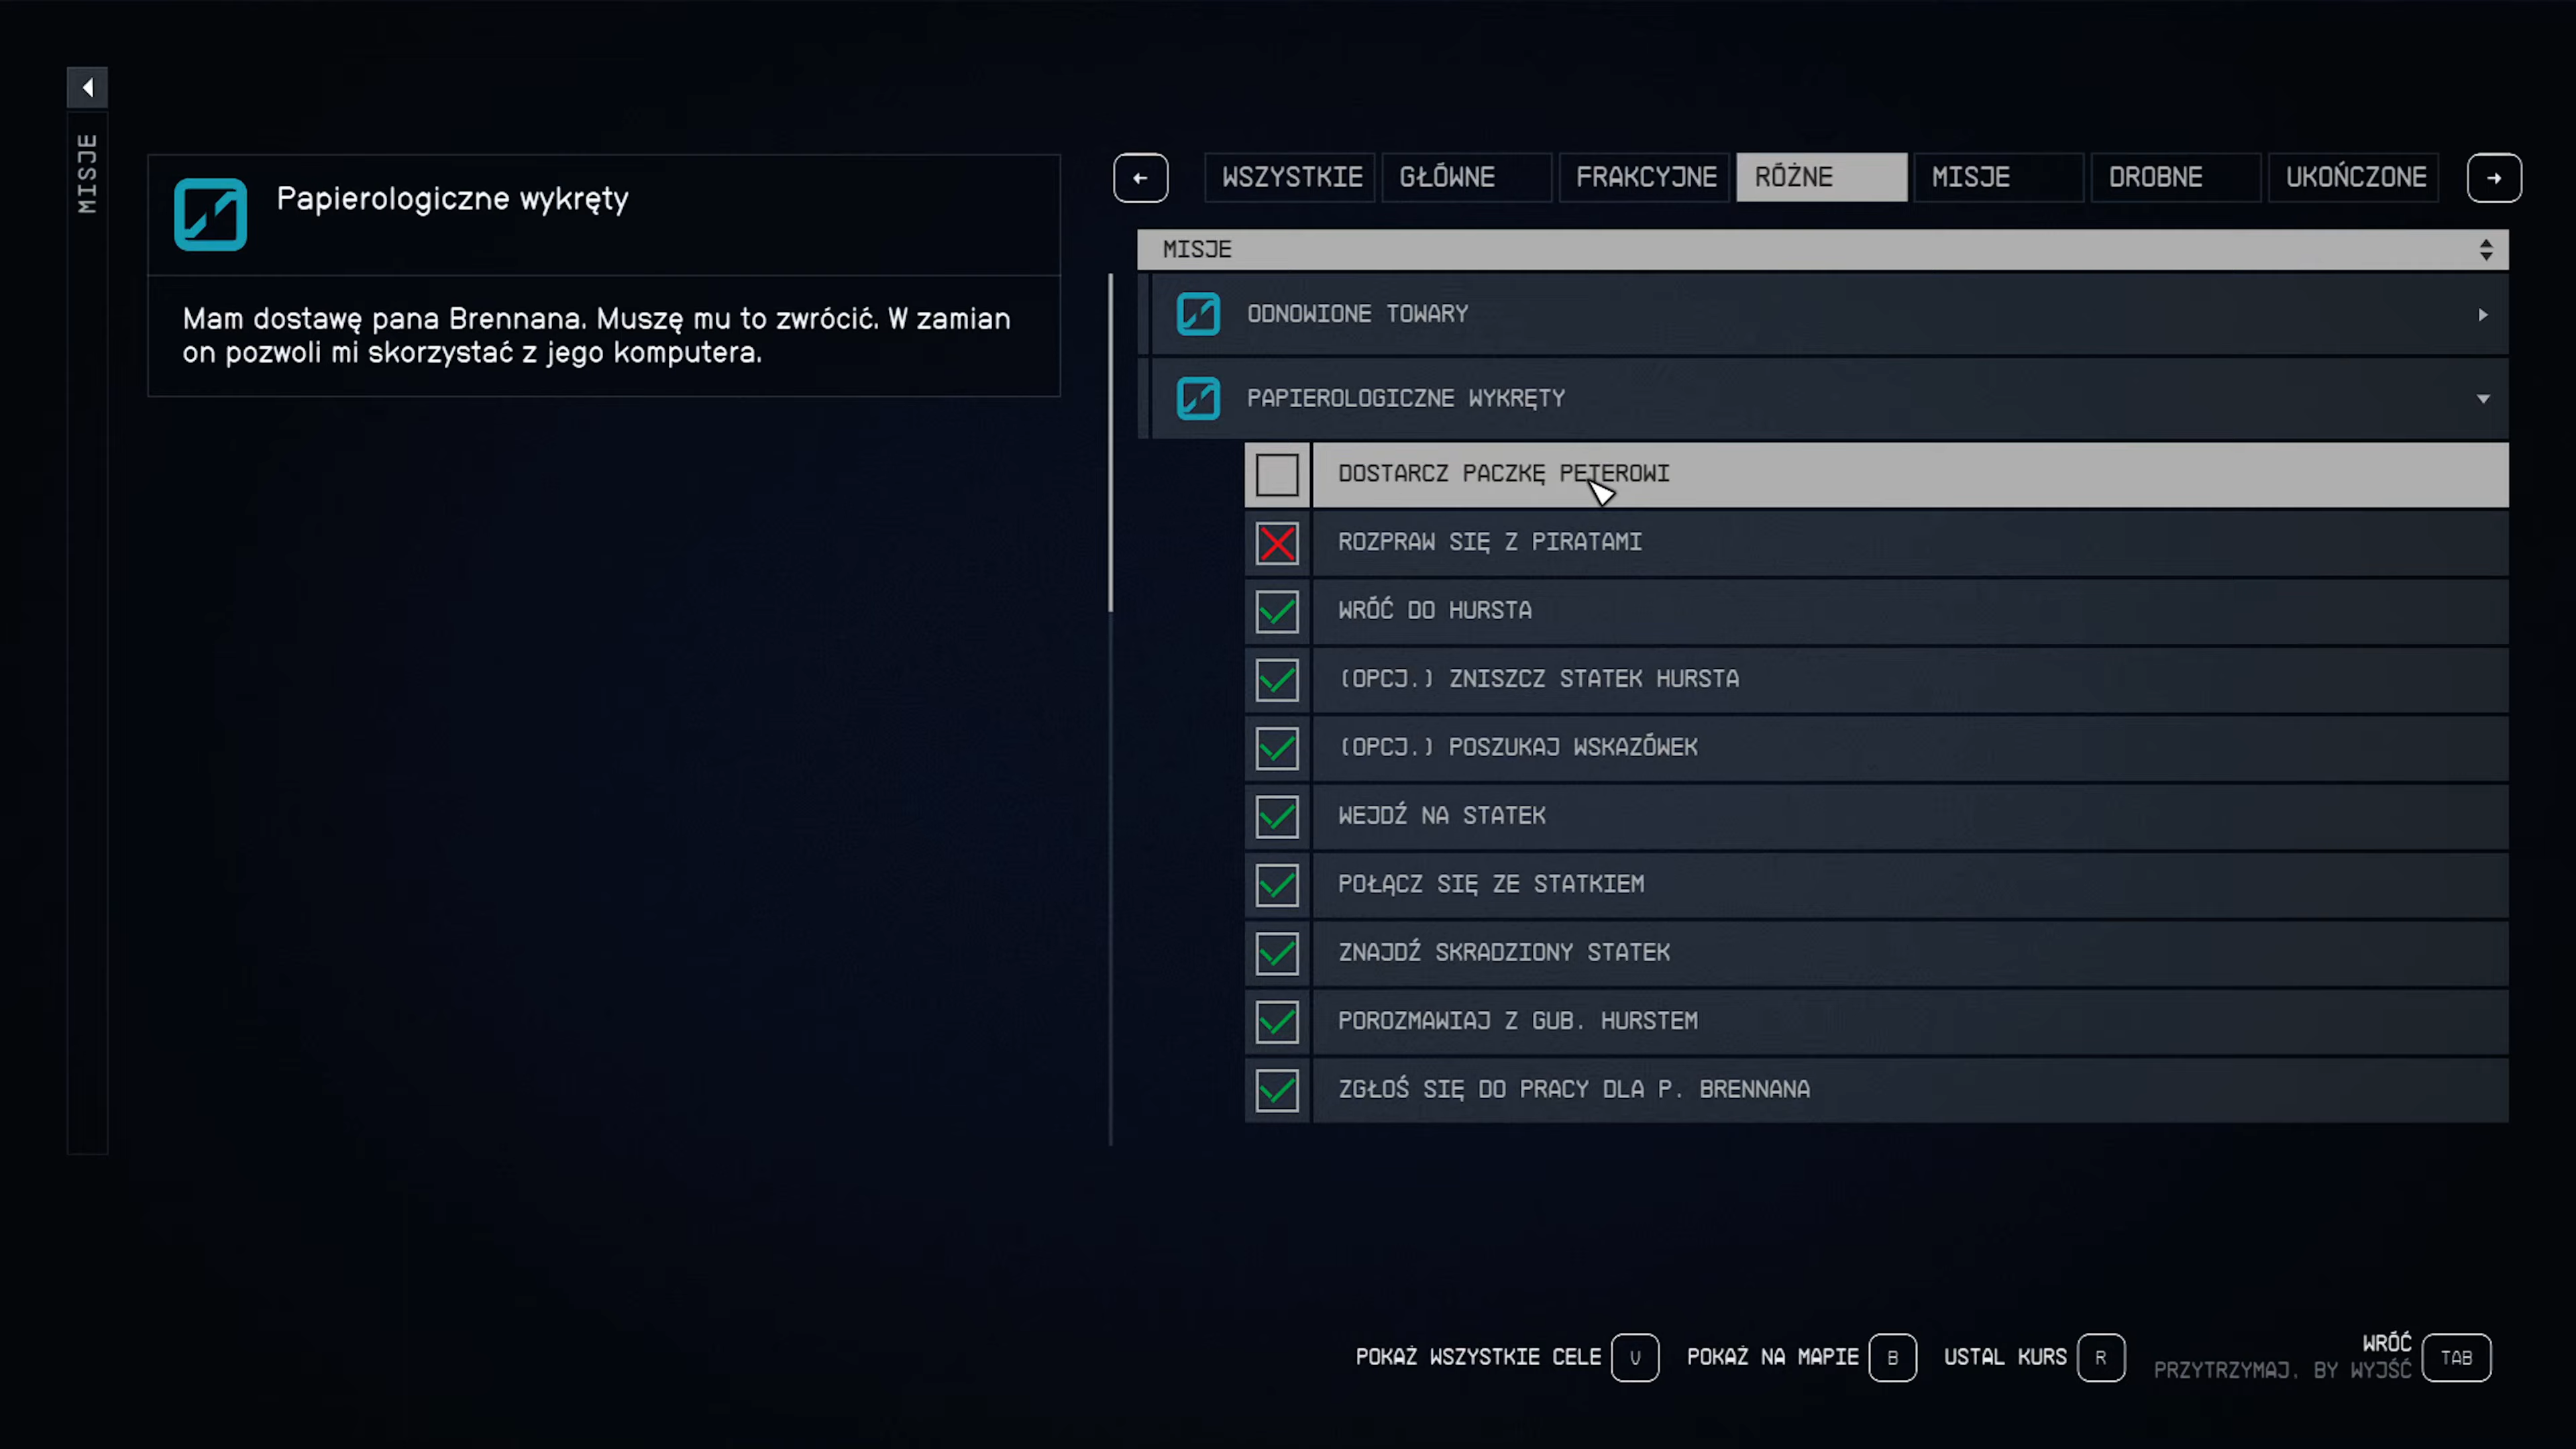 MISJE
Papierologiczne wykręty
Mam dostawę pana Brennana. Muszę mu to zwrócić. W zamian
on pozwoli mi skorzystać z jego komputera.
WSZYSTKIE GŁÓWNE FRAKCYJNE RÓŻNE MISJE DROBNE UKOŃCZONE
MISJE
ODNOWIONE TOWARY
PAPIEROLOGICZNE WYKRĘTY
DOSTARCZ PACZKĘ PETEROWI
ROZPRAW SIĘ Z PIRATAMI
WRÓĆ DO HURSTA
(OPCJ.) ZNISZCZ STATEK HURSTA
(OPCJ.) POSZUKAJ WSKAZÓWEK
WEJDŹ NA STATEK
POŁĄCZ SIĘ ZE STATKIEM
ZNAJDŹ SKRADZIONY STATEK
POROZMAWIAJ Z GUB. HURSTEM
ZGŁOŚ SIĘ DO PRACY DLA P. BRENNANA
POKAŻ WSZYSTKIE CELE V POKAŻ NA MAPIE B USTAL KURS R WRÓĆ TAB
PRZYTRZYMAJ, BY WYJŚĆ